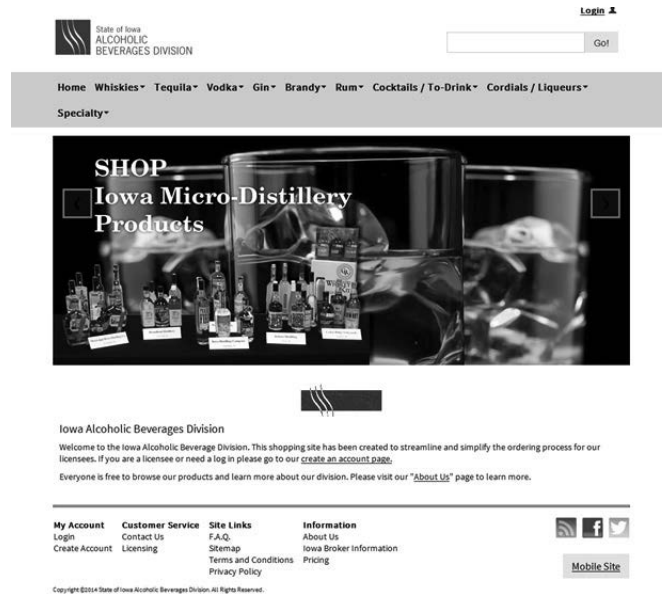 Login
State of Iowa
ALCOHOLIC
BEVERAGES DIVISION
Go!
Home Whiskies Tequila Vodka Gin Brandy Rum Cocktails / To-Drink Cordials / Liqueurs
Specialty
SHOP
Iowa Micro-Distillery
Products
Iowa Alcoholic Beverages Division
Welcome to the Iowa Alcoholic Beverage Division. This shopping site has been created to streamline and simplify the ordering process for our
licensees. If you are a licensee or need a log in please go to our create an account page.
Everyone is free to browse our products and learn more about our division. Please visit our "About Us" page to learn more.
My Account Customer Service Site Links Information
Login Contact Us F.A.Q. About Us
Create Account Licensing Sitemap Iowa Broker Information
Terms and Conditions Pricing
Privacy Policy
Mobile Site
Copyright ©2014 State of Iowa Alcoholic Beverages Division. All Rights Reserved.